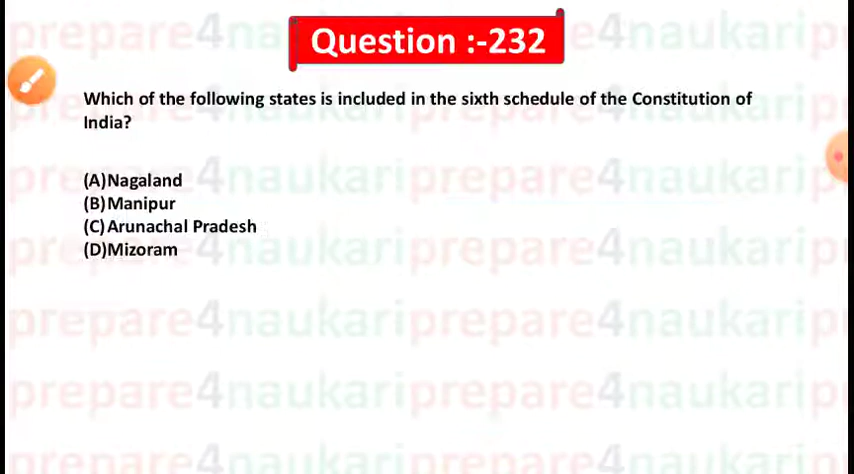 Question :-232
Which of the following states is included in the sixth schedule of the Constitution of
India?
(A)Nagaland
(B)Manipur
(C)Arunachal Pradesh
(D)Mizoram
prepare4naukari